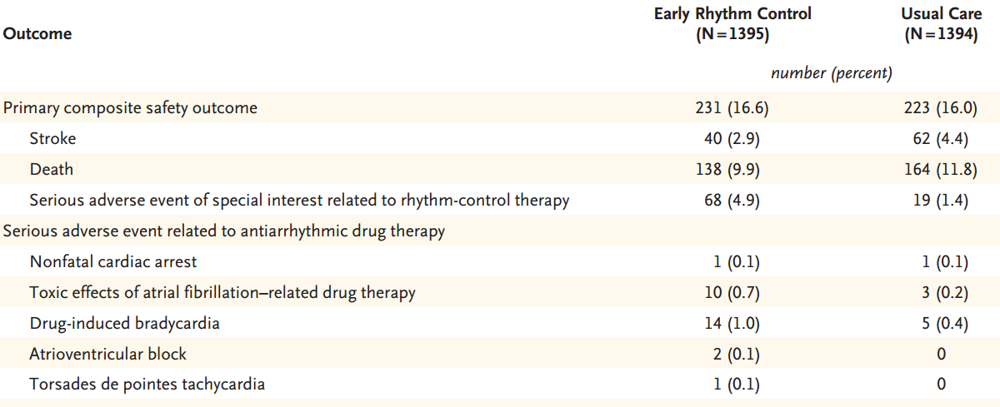 Outcome Early Rhythm Control (N=1395) Usual Care (N=1394)
number (percent)
Primary composite safety outcome 231 (16.6) 223 (16.0)
Stroke 40 (2.9) 62 (4.4)
Death 138 (9.9) 164 (11.8)
Serious adverse event of special interest related to rhythm-control therapy 68 (4.9) 19 (1.4)
Serious adverse event related to antiarrhythmic drug therapy
Nonfatal cardiac arrest 1 (0.1) 1 (0.1)
Toxic effects of atrial fibrillation–related drug therapy 10 (0.7) 3 (0.2)
Drug-induced bradycardia 14 (1.0) 5 (0.4)
Atrioventricular block 2 (0.1) 0
Torsades de pointes tachycardia 1 (0.1) 0